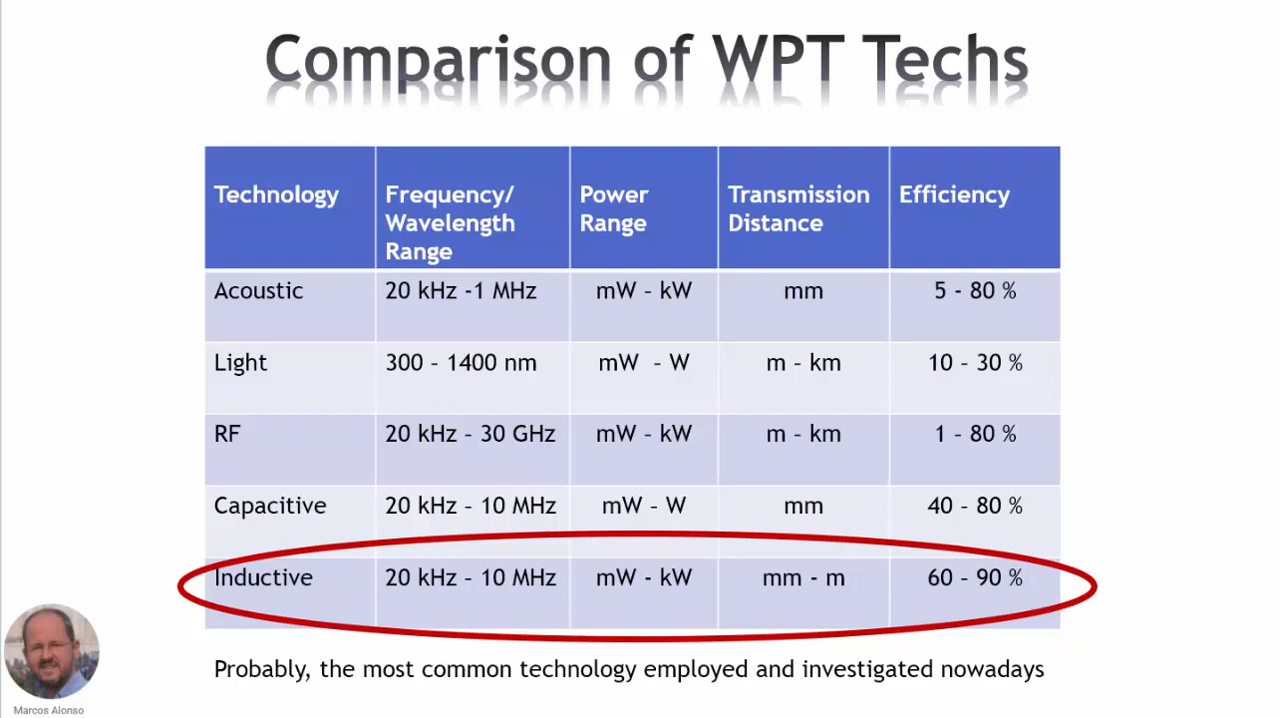 Comparison of WPT Techs
Technology
Frequency/
Wavelength
Range
Power
Range
Transmission
Distance
Efficiency
Acoustic
20 kHz -1 MHz
mW – kW
mm
5 - 80 %
Light
300 – 1400 nm
mW – W
m – km
10 – 30 %
RF
20 kHz – 30 GHz
mW – kW
m – km
1 – 80 %
Capacitive
20 kHz – 10 MHz
mW – W
mm
40 – 80 %
Inductive
20 kHz – 10 MHz
mW - kW
mm - m
60 – 90 %
Probably, the most common technology employed and investigated nowadays
Marcos Alonso